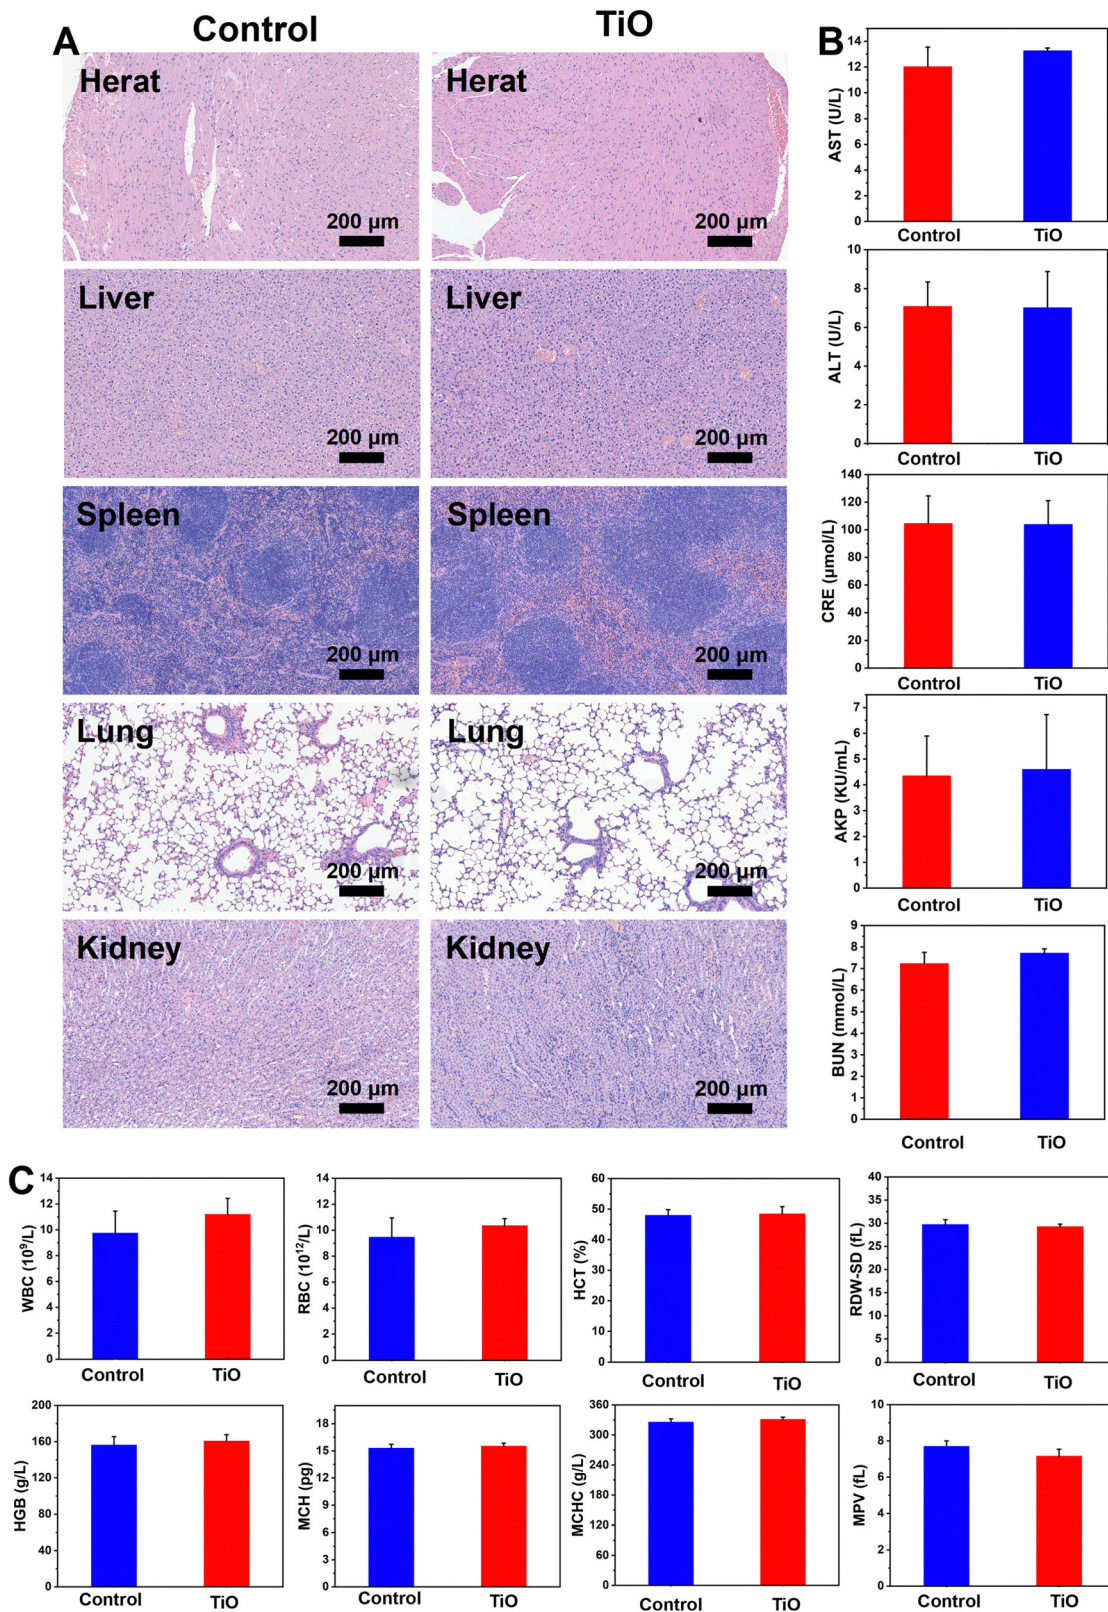 A
Control
TiO
B
Herat
Herat
200 µm
200 µm
Liver
Liver
200 µm
200 µm
Spleen
Spleen
200 µm
200 µm
Lung
Lung
200 µm
200 µm
Kidney
Kidney
200 µm
200 µm
AST (U/L)
14
12
10
8
6
4
2
0
Control
TiO
ALT (U/L)
10
8
6
4
2
0
Control
TiO
CRE (µmol/L)
140
120
100
80
60
40
20
0
Control
TiO
AKP (KU/mL)
7
6
5
4
3
2
1
0
Control
TiO
BUN (mmol/L)
9
8
7
6
5
4
3
2
1
0
Control
TiO
C
WBC (10⁹/L)
14
12
10
8
6
4
2
0
Control
TiO
RBC (10¹²/L)
14
12
10
8
6
4
2
0
Control
TiO
HCT (%)
60
50
40
30
20
10
0
Control
TiO
RDW-SD (fL)
40
35
30
25
20
15
10
5
0
Control
TiO
HGB (g/L)
200
160
120
80
40
0
Control
TiO
MCH (pg)
18
15
12
9
6
3
0
Control
TiO
MCHC (g/L)
360
300
240
180
120
60
0
Control
TiO
MPV (fL)
10
8
6
4
2
0
Control
TiO